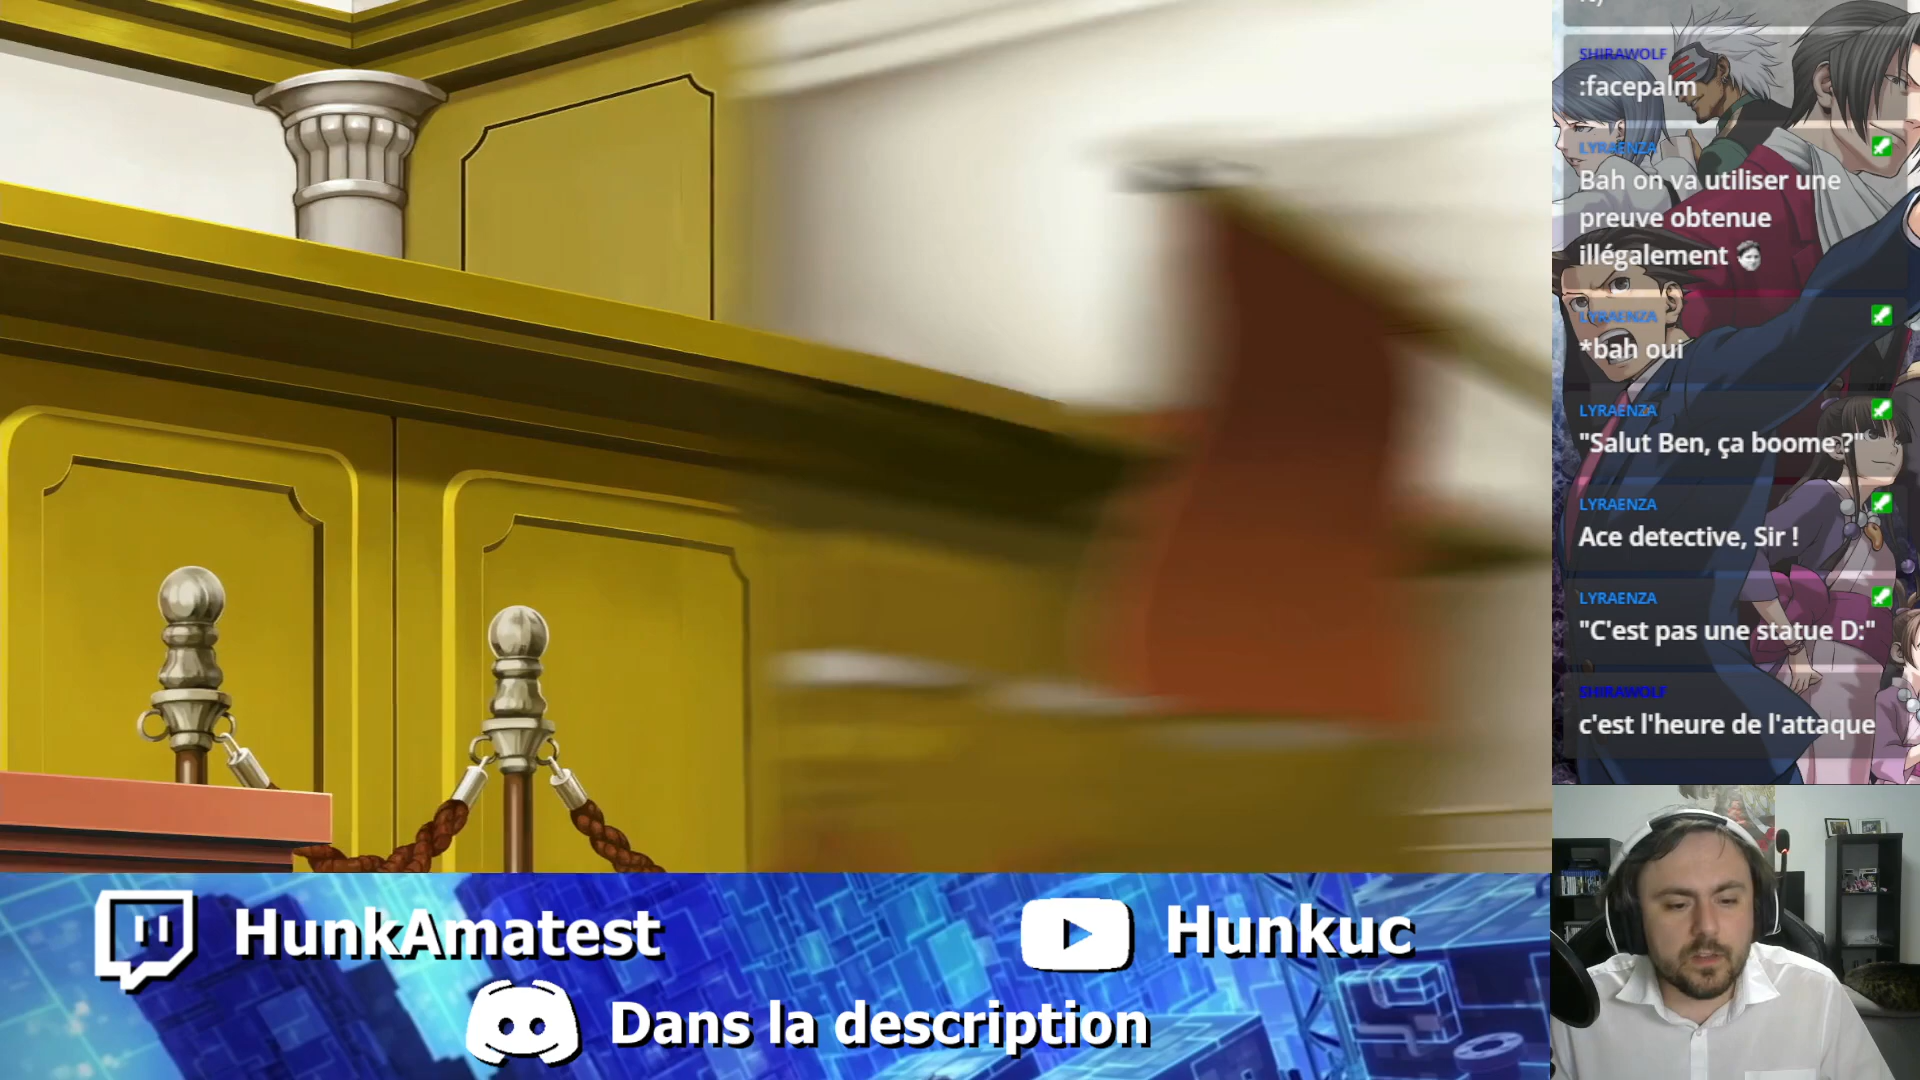 SHIRAWOLF
:facepalm
LYRAENZA
Bah on va utiliser une
preuve obtenue
illégalement
LYRAENZA
*bah oui
LYRAENZA
"Salut Ben, ça boome ?"
LYRAENZA
Ace detective, Sir !
LYRAENZA
"C'est pas une statue D:"
SHIRAWOLF
c'est l'heure de l'attaque
HunkAmatest
Hunkuc
Dans la description